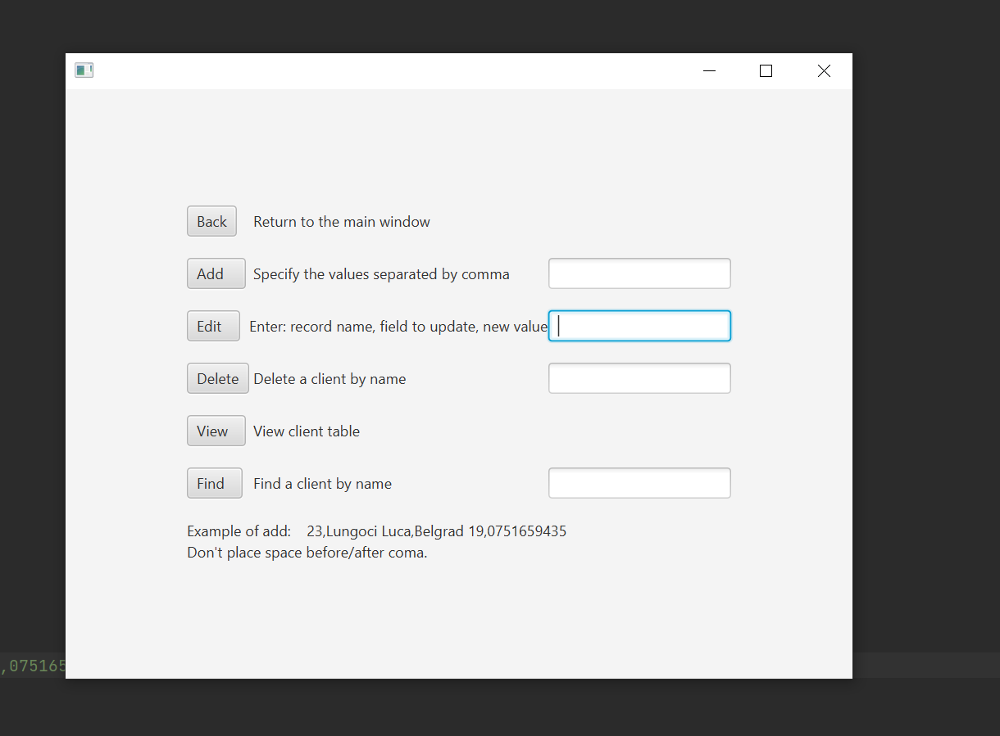 Back Return to the main window
Add Specify the values separated by comma
Edit Enter: record name, field to update, new value
Delete Delete a client by name
View View client table
Find Find a client by name
Example of add: 23,Lungoci Luca,Belgrad 19,0751659435
Don't place space before/after coma.
,075165